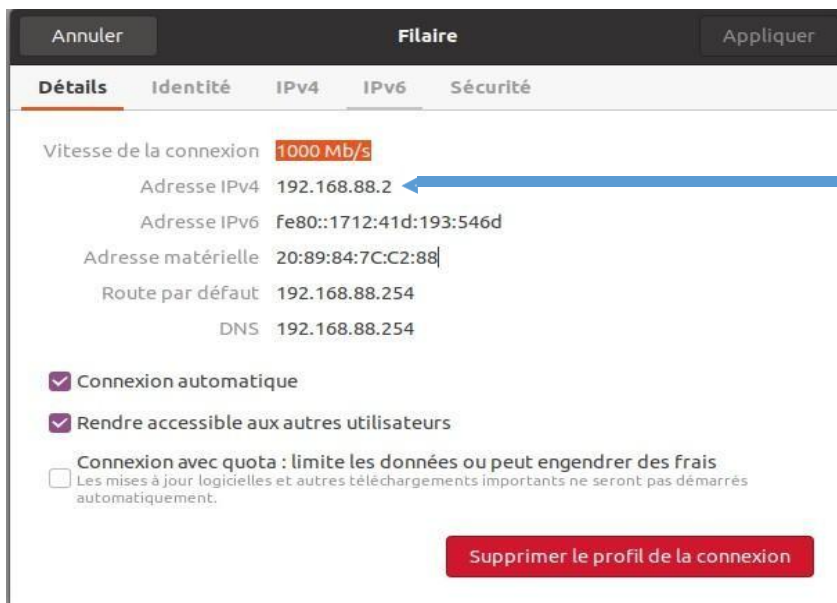 Annuler Filaire Appliquer
Détails Identité IPv4 IPv6 Sécurité
Vitesse de la connexion 1000 Mb/s
Adresse IPv4 192.168.88.2
Adresse IPv6 fe80::1712:41d:193:546d
Adresse matérielle 20:89:84:7C:C2:88
Route par défaut 192.168.88.254
DNS 192.168.88.254
Connexion automatique
Rendre accessible aux autres utilisateurs
Connexion avec quota : limite les données ou peut engendrer des frais
Les mises à jour logicielles et autres téléchargements importants ne seront pas démarrés
automatiquement.
Supprimer le profil de la connexion